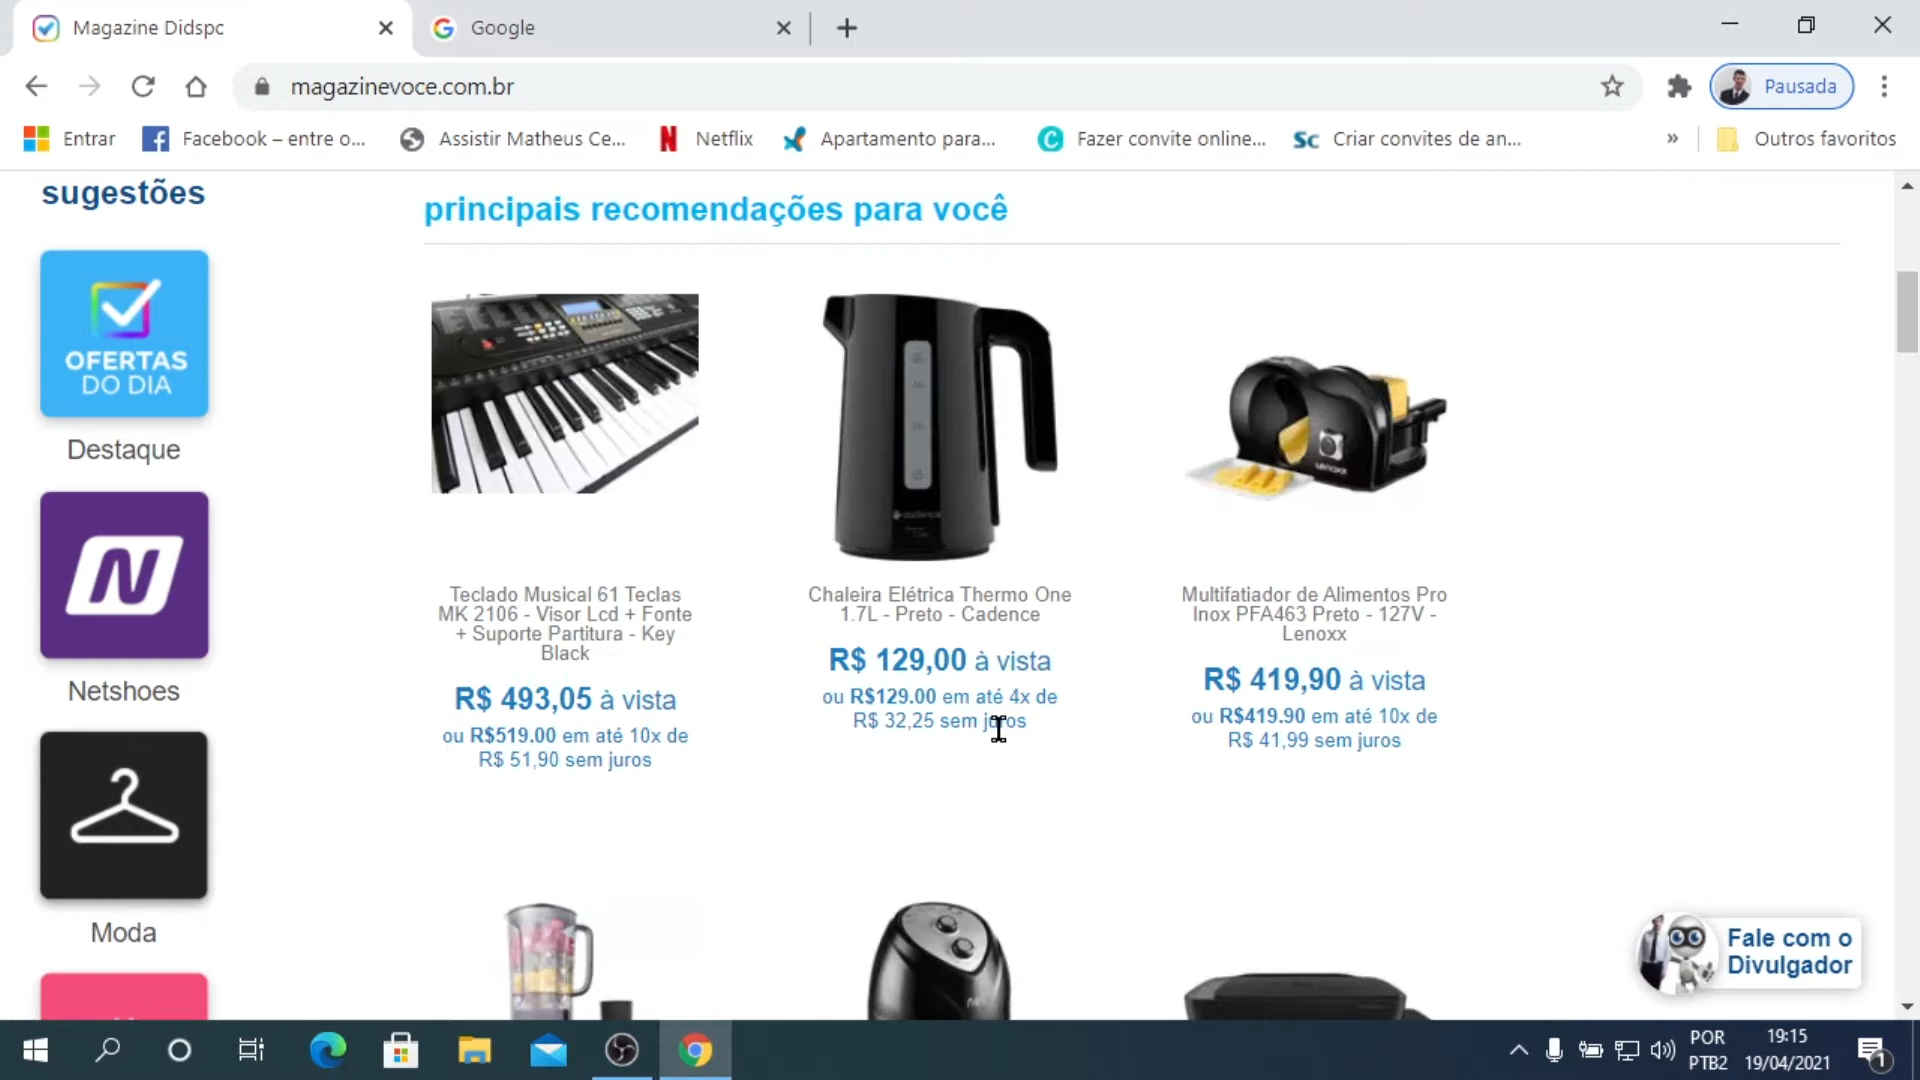 Magazine Didspc
Google
magazinevoce.com.br
Pausada
Entrar
Facebook – entre o...
Assistir Matheus Ce...
Netflix
Apartamento para...
Fazer convite online...
Sc Criar convites de an...
»
Outros favoritos
sugestões
OFERTAS
DO DIA
Destaque
N
Netshoes
Moda
principais recomendações para você
Teclado Musical 61 Teclas
MK 2106 - Visor Lcd + Fonte
+ Suporte Partitura - Key
Black
R$ 493,05 à vista
ou R$519.00 em até 10x de
R$ 51,90 sem juros
cadence
Chaleira Elétrica Thermo One
1.7L - Preto - Cadence
R$ 129,00 à vista
ou R$129.00 em até 4x de
R$ 32,25 sem juros
Lenoxx
Multifatiador de Alimentos Pro
Inox PFA463 Preto - 127V -
Lenoxx
R$ 419,90 à vista
ou R$419.90 em até 10x de
R$ 41,99 sem juros
Fale com o
Divulgador
POR
PTB2
19:15
19/04/2021
1